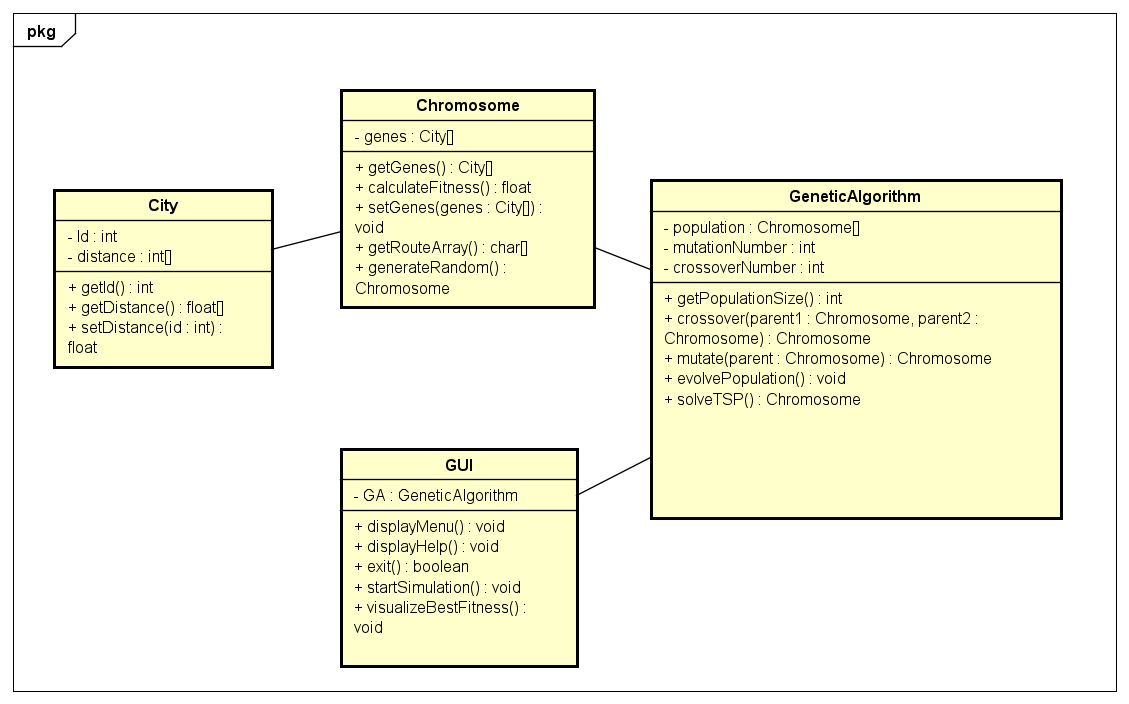 pkg
Chromosome
- genes : City[]
+ getGenes() : City[]
+ calculateFitness() : float
+ setGenes(genes : City[]) :
void
+ getRouteArray() : char[]
+ generateRandom() :
Chromosome
City
- Id : int
- distance : int[]
+ getId() : int
+ getDistance() : float[]
+ setDistance(id : int) :
float
GeneticAlgorithm
- population : Chromosome[]
- mutationNumber : int
- crossoverNumber : int
+ getPopulationSize() : int
+ crossover(parent1 : Chromosome, parent2 :
Chromosome) : Chromosome
+ mutate(parent : Chromosome) : Chromosome
+ evolvePopulation() : void
+ solveTSP() : Chromosome
GUI
- GA : GeneticAlgorithm
+ displayMenu() : void
+ displayHelp() : void
+ exit() : boolean
+ startSimulation() : void
+ visualizeBestFitness() :
void